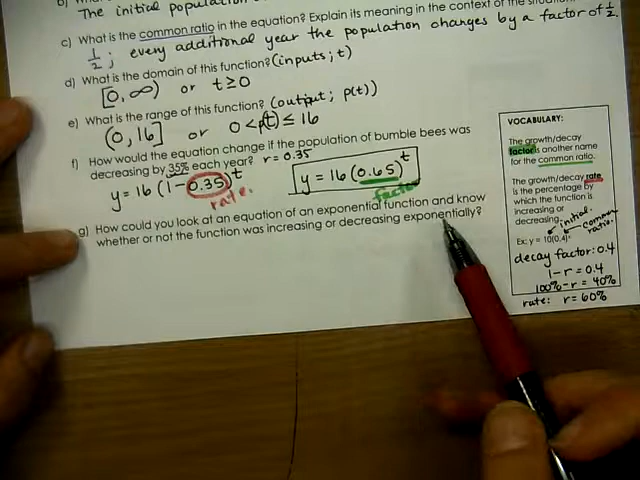 b)
The initial population
c) What is the common ratio in the equation? Explain its meaning in the context of the situation.
1/2 ; every additional year the population changes by a factor of 1/2.
d) What is the domain of this function? (inputs; t)
[0, ∞) or t ≥ 0
e) What is the range of this function? (output; p(t))
(0, 16] or 0 < p(t) ≤ 16
f) How would the equation change if the population of bumble bees was
decreasing by 35% each year? r = 0.35
y = 16 (1 - 0.35)^t
rate.
y = 16 (0.65)^t
factor
g) How could you look at an equation of an exponential function and know
whether or not the function was increasing or decreasing exponentially?
VOCABULARY:
The growth/decay
factor is another name
for the common ratio.
The growth/decay rate
is the percentage by
which the function is
increasing or
decreasing.
initial.
common
ratio.
Ex: y = 10(0.4)ˣ
decay factor: 0.4
1 - r = 0.4
100% - r = 40%
rate: r = 60%